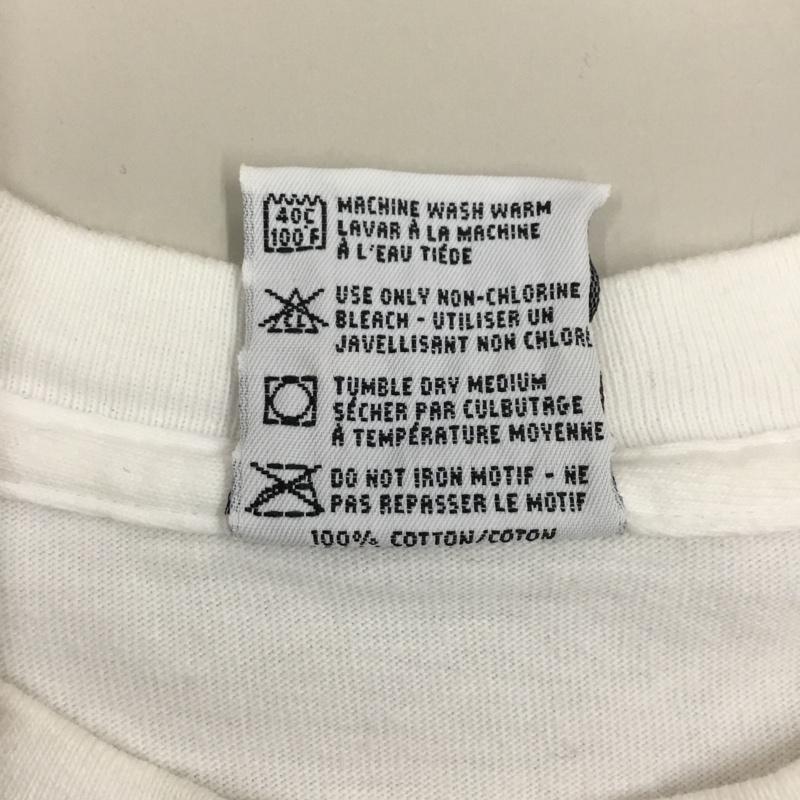 40C
100°F
MACHINE WASH WARM
LAVAR À LA MACHINE
À L'EAU TIÉDE
CL
USE ONLY NON-CHLORINE
BLEACH - UTILISER UN
JAVELLISANT NON CHLORE
TUMBLE DRY MEDIUM
SÉCHER PAR CULBUTAGE
À TEMPÉRATURE MOYENNE
DO NOT IRON MOTIF - NE
PAS REPASSER LE MOTIF
100% COTTON/COTON